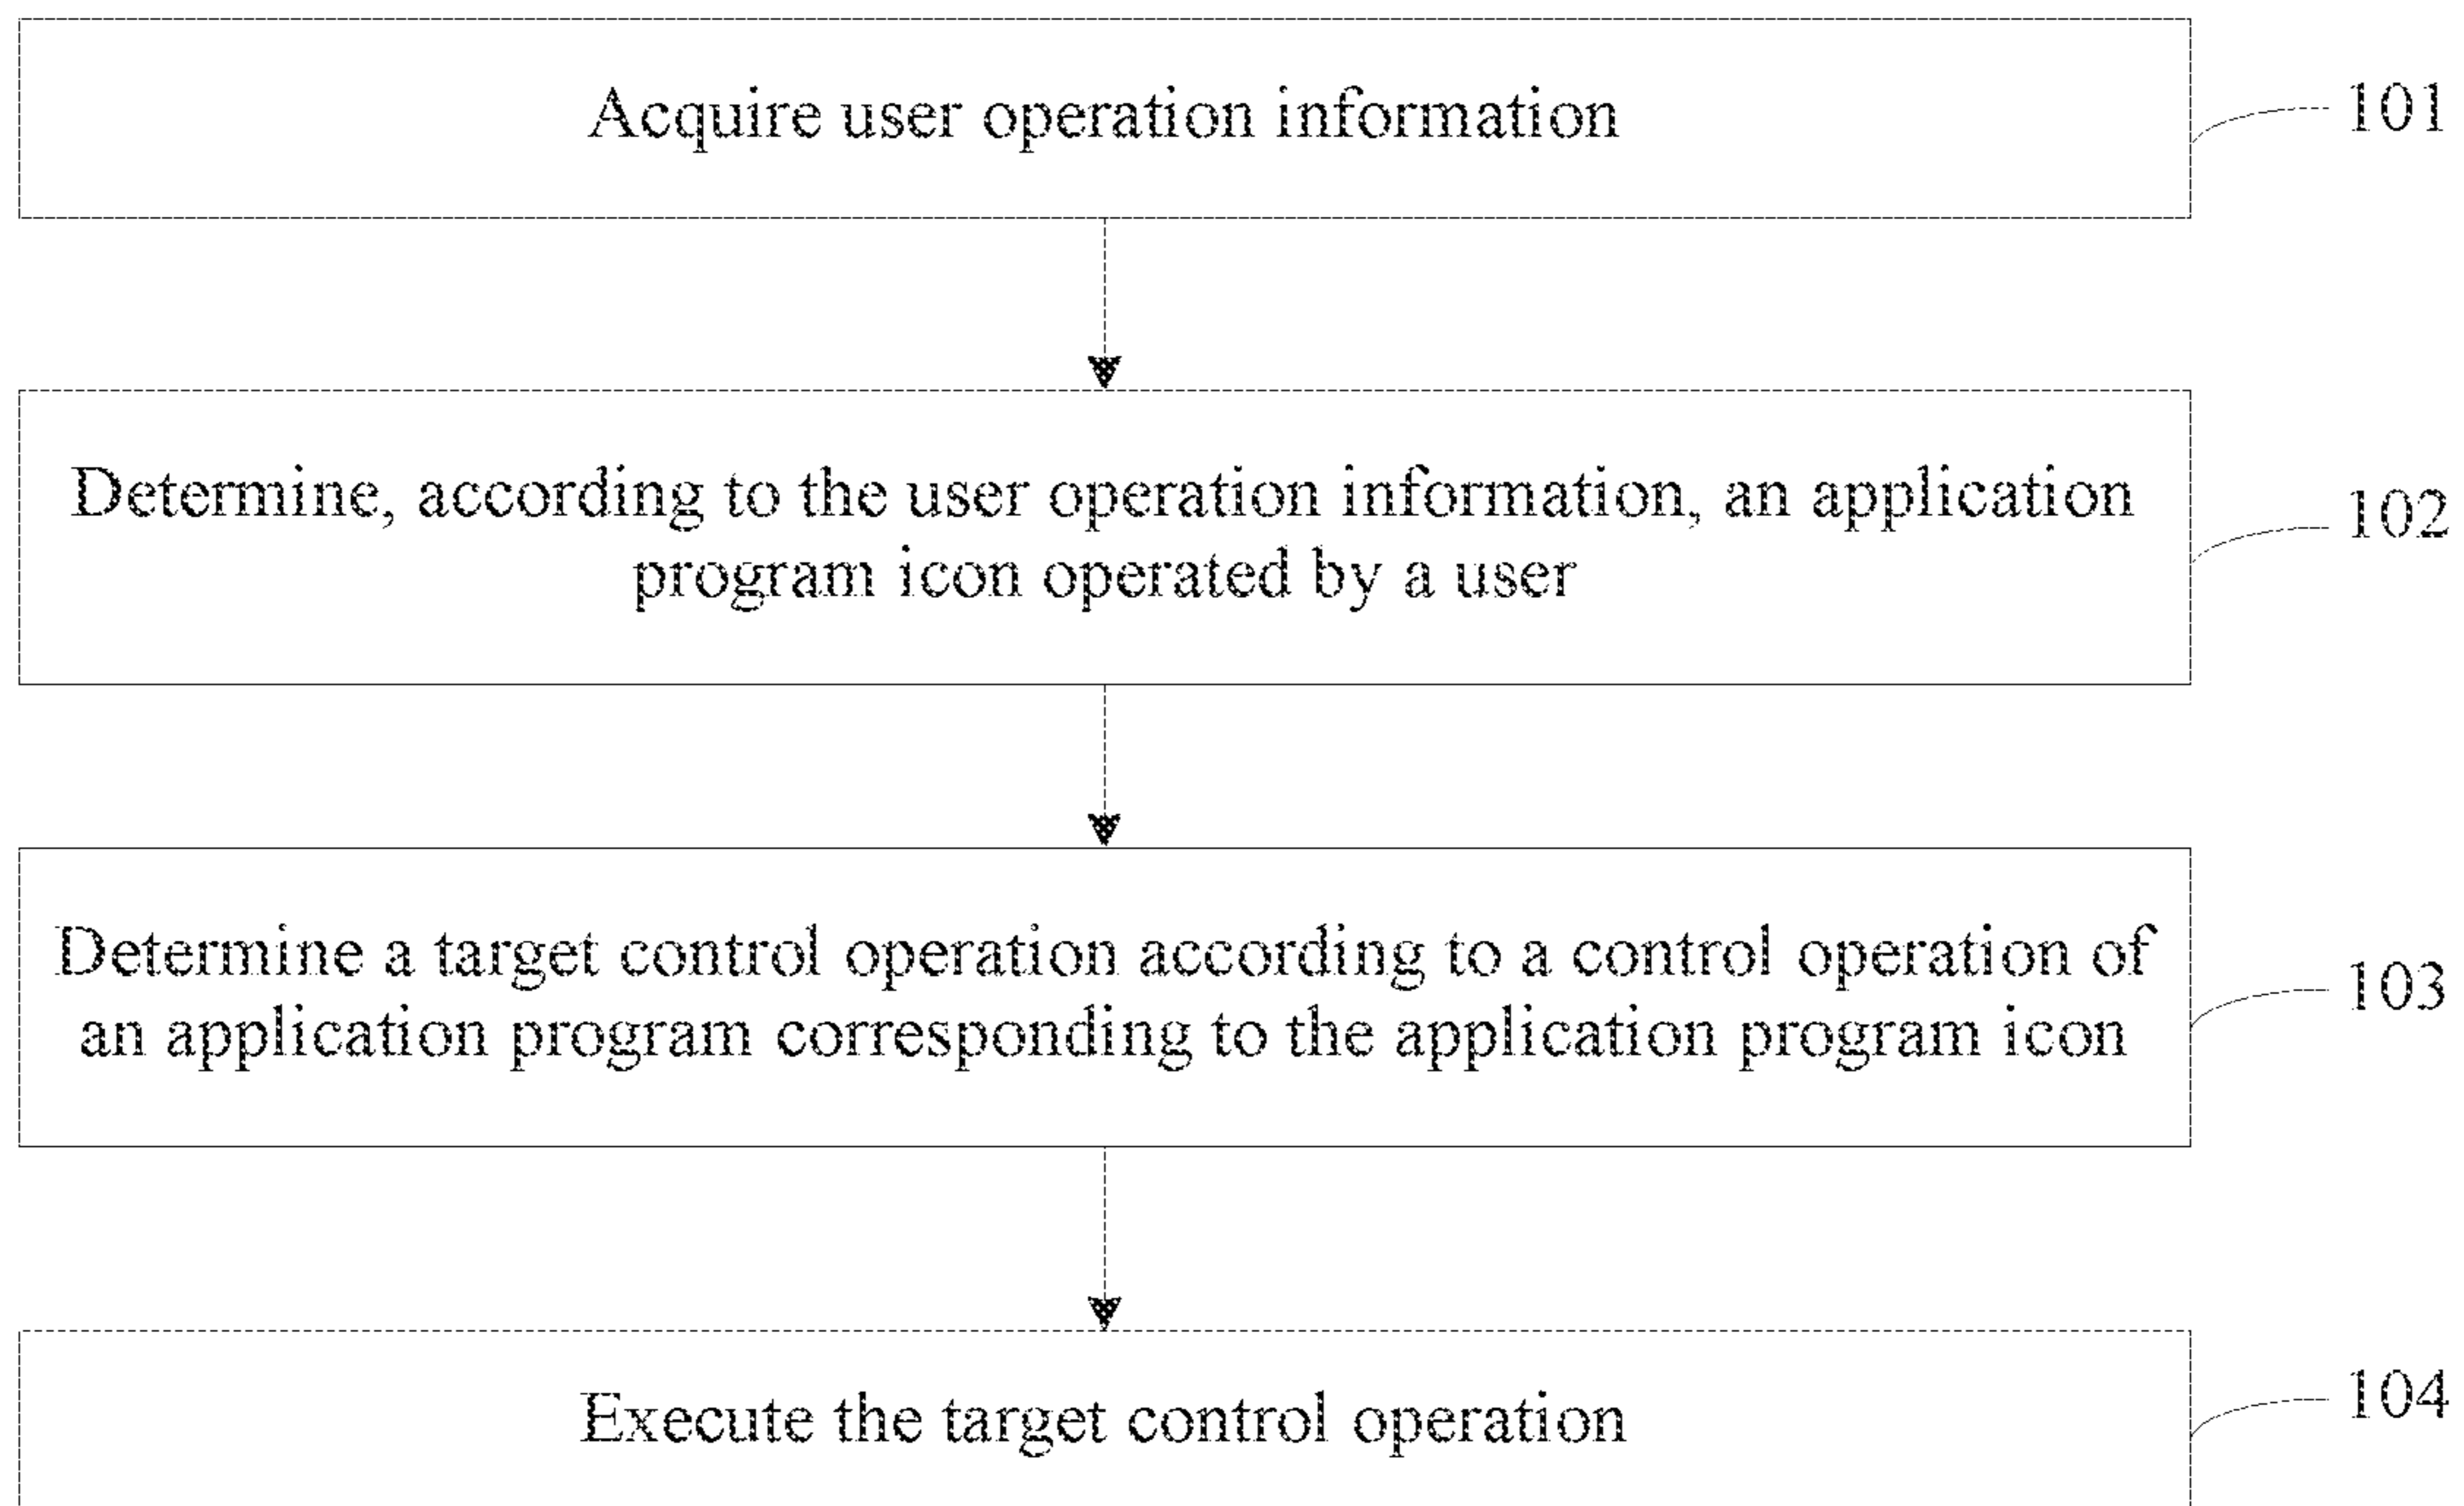 Acquire user operation information
101
Determine, according to the user operation information, an application
program icon operated by a user
102
Determine a target control operation according to a control operation of
an application program corresponding to the application program icon
103
Execute the target control operation
104